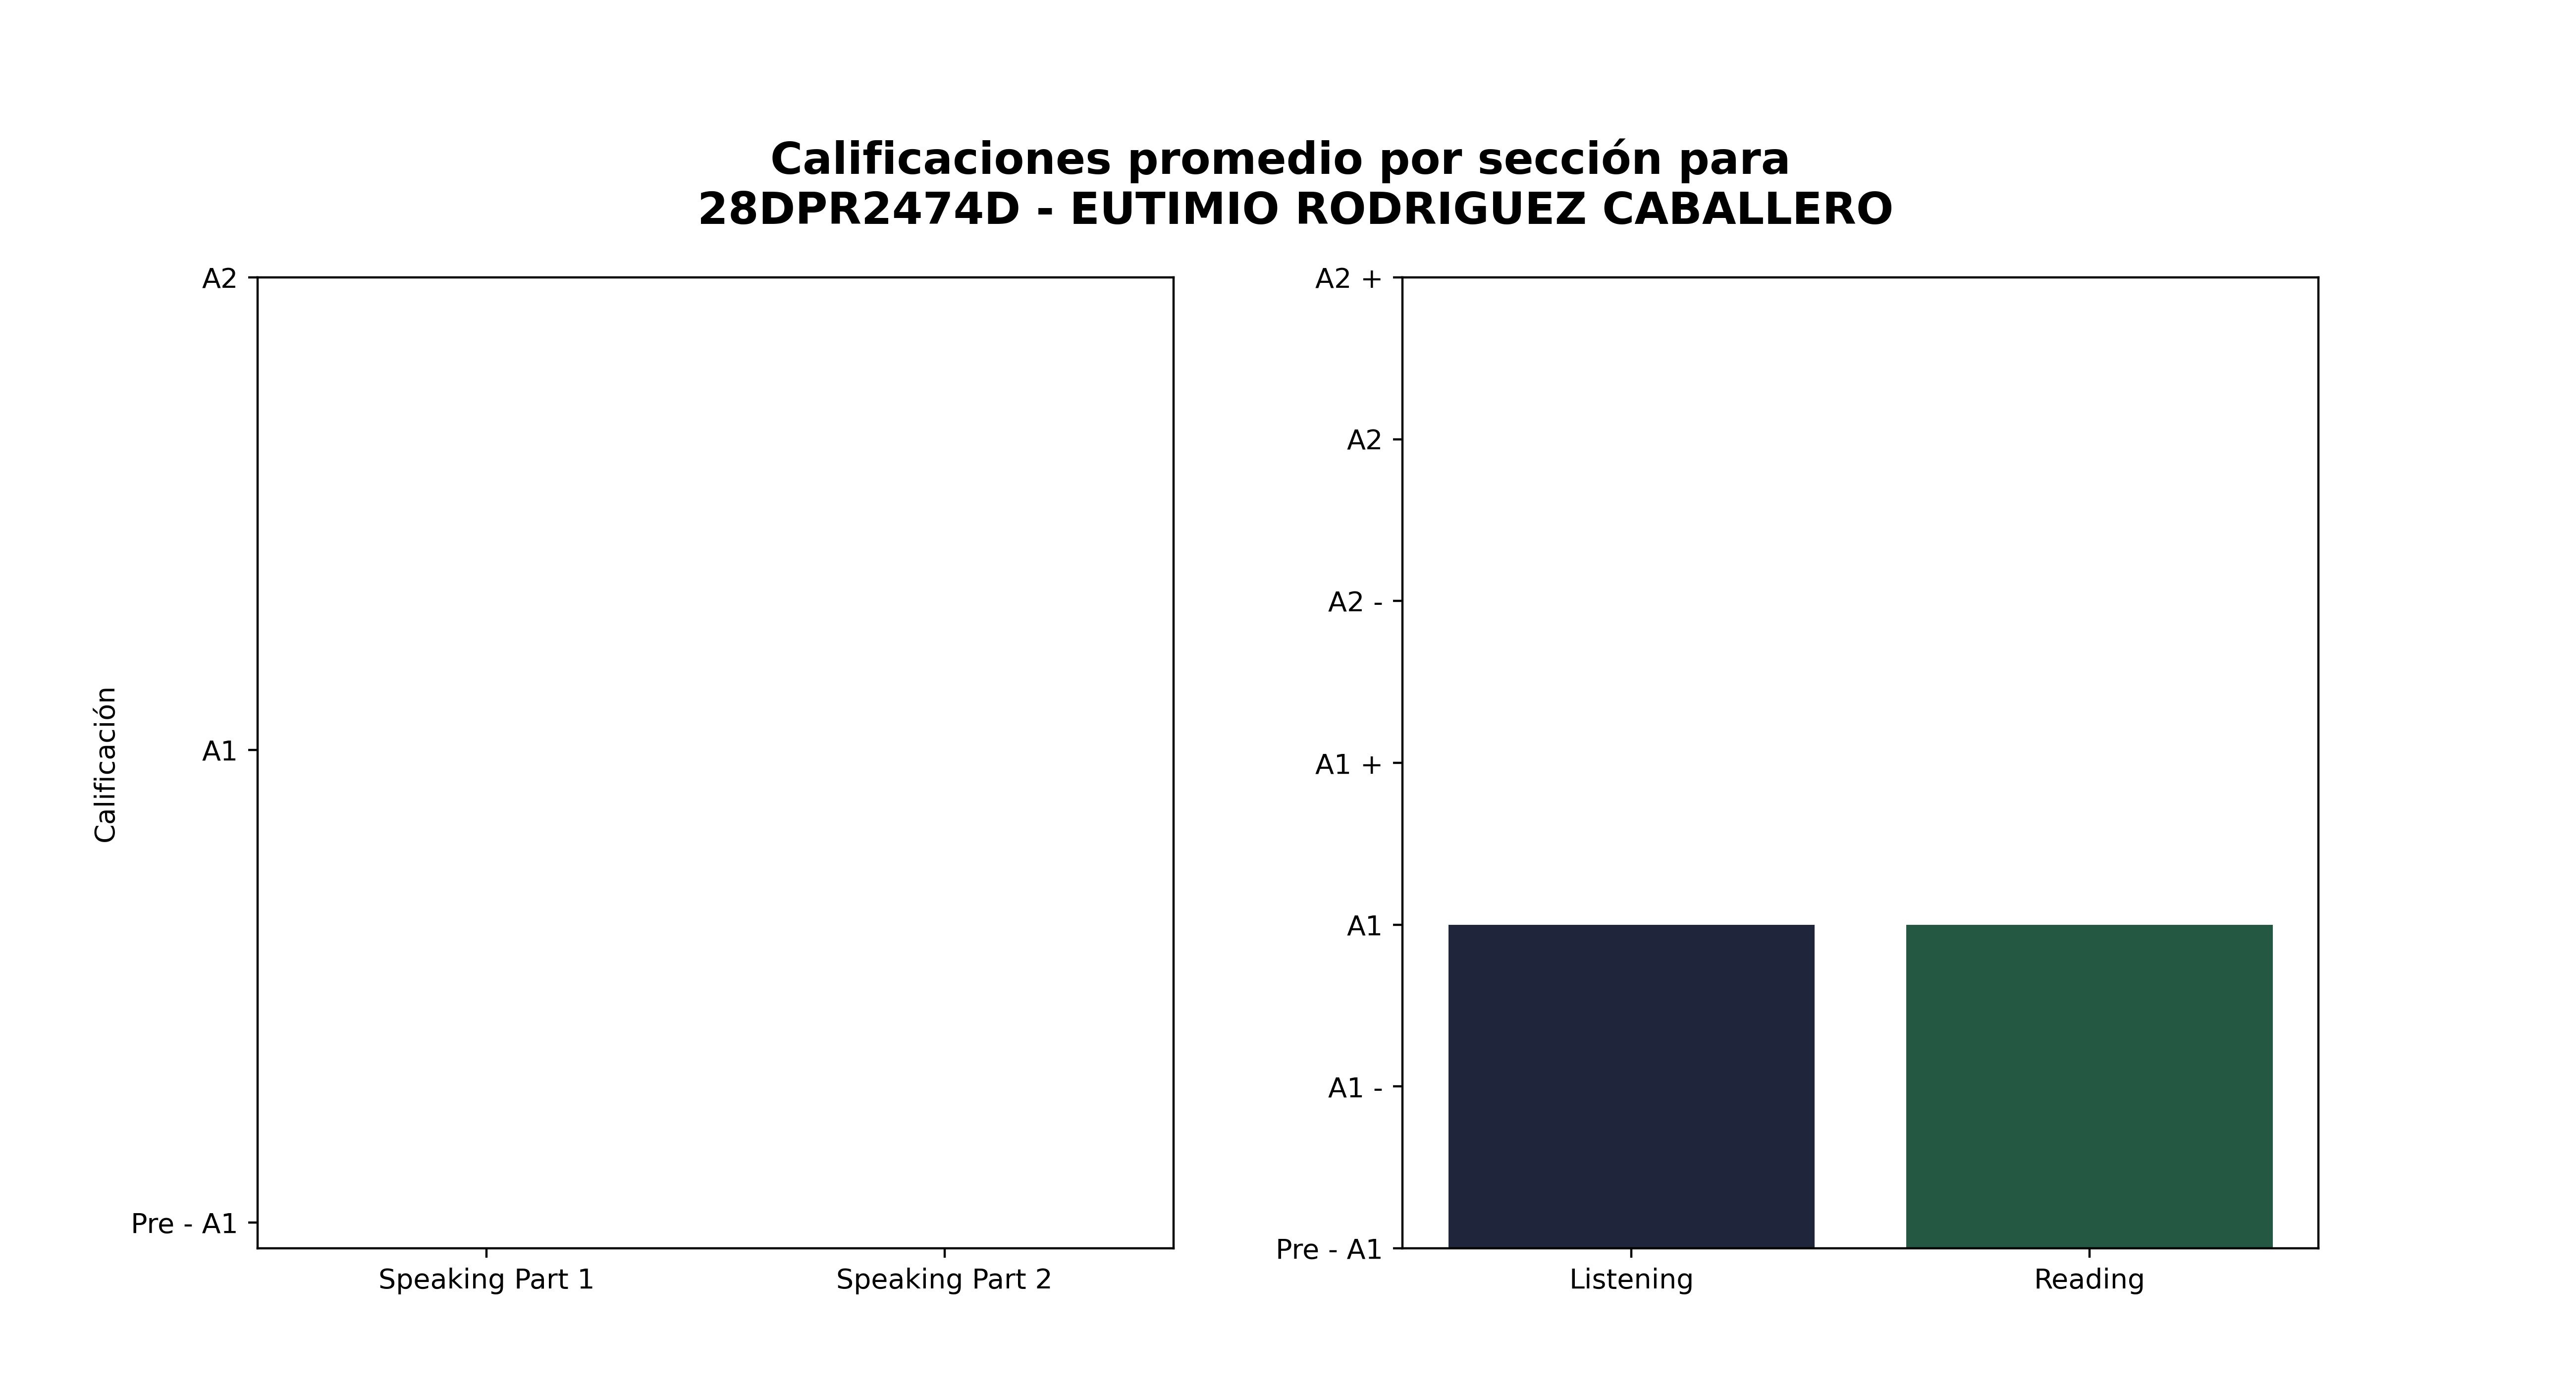 Calificaciones promedio por sección para
28DPR2474D - EUTIMIO RODRIGUEZ CABALLERO
Calificación
A2
A1
Pre - A1
Speaking Part 1
Speaking Part 2
A2 +
A2
A2 -
A1 +
A1
A1 -
Pre - A1
Listening
Reading